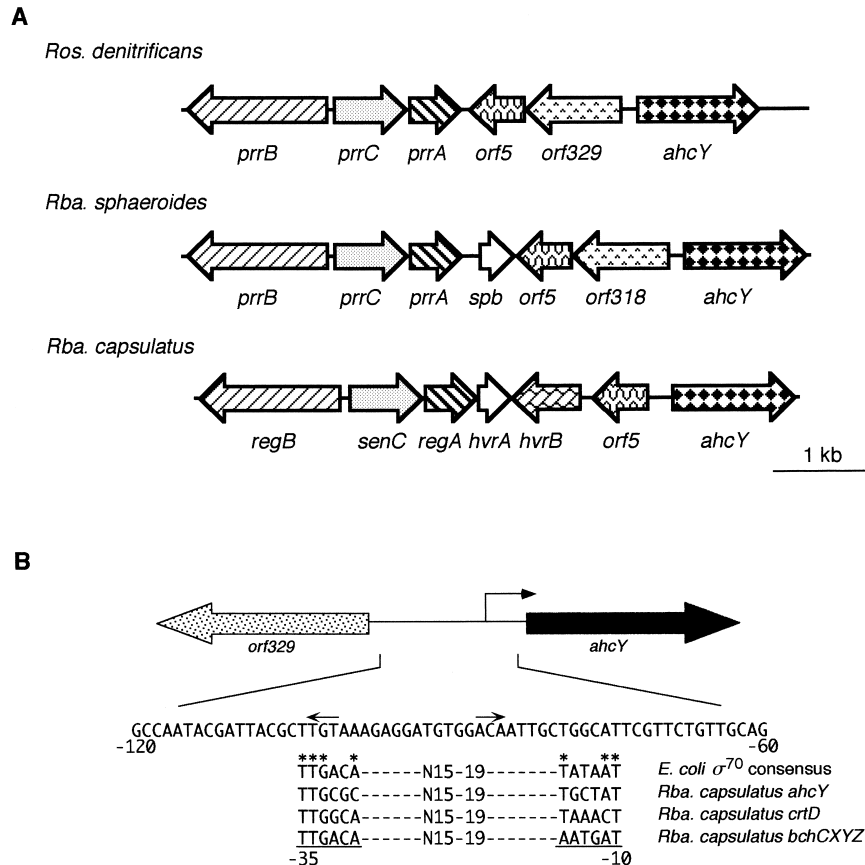 A
Ros. denitrificans
prrB prrC prrA orf5 orf329 ahcY
Rba. sphaeroides
prrB prrC prrA spb orf5 orf318 ahcY
Rba. capsulatus
regB senC regA hvrA hvrB orf5 ahcY
1 kb
B
orf329 ahcY
GCCAATACGATTACGCTTGTAAAGAGGATGTGGACAATTGCTGGCATTCGTTCTGTTGCAG
-120 -60
*** * * **
TTGACA------N15-19------TATAAT E. coli σ70 consensus
TTGCGC------N15-19------TGCTAT Rba. capsulatus ahcY
TTGGCA------N15-19------TAAACT Rba. capsulatus crtD
TTGACA------N15-19------AATGAT Rba. capsulatus bchCXYZ
-35 -10